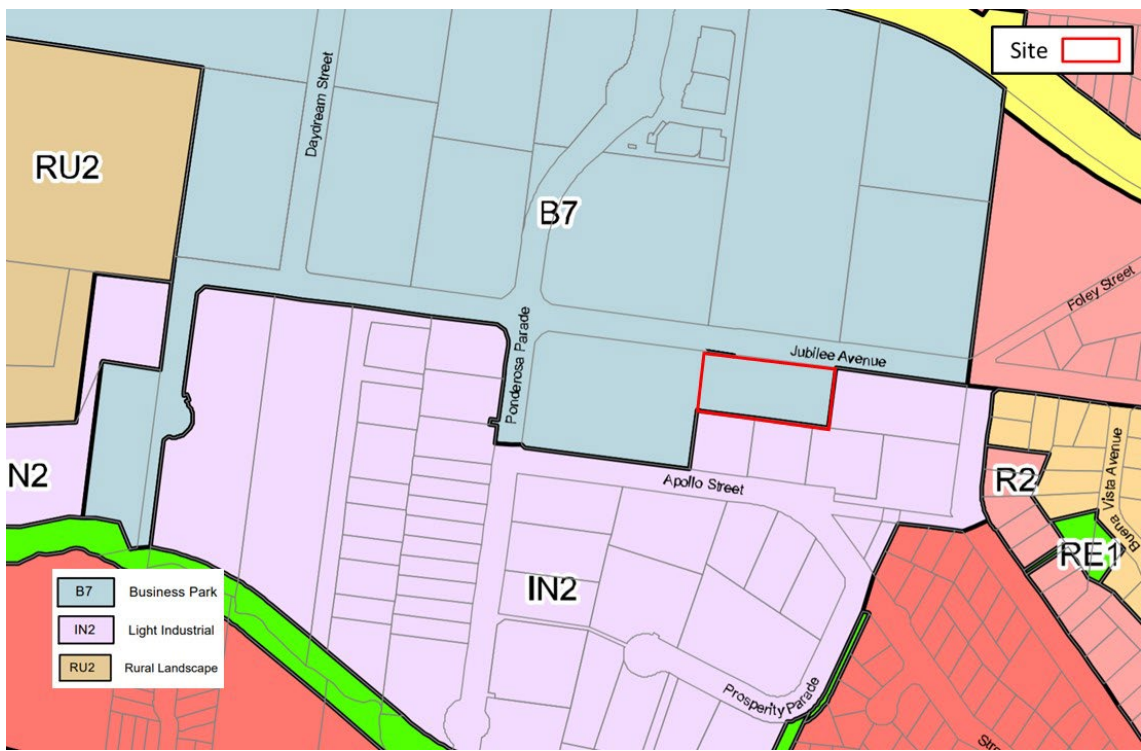 Site
Daydream Street
RU2
B7
Foley Street
Ponderosa Parade
Jubilee Avenue
N2
Apollo Street
R2
Buena Vista Avenue
RE1
IN2
B7 Business Park
IN2 Light Industrial
RU2 Rural Landscape
Prosperity Parade
Stre